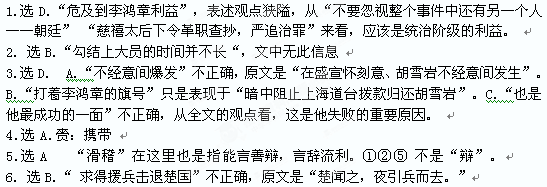 1.选 D.“危及到李鸿章利益”，表述观点狭隘，从“不要忽视整个事件中还有另一个人
一一朝廷” “慈禧太后下令革职查抄，严追治罪”来看，应该是统治阶级的利益。
2. 选 B.“勾结上大员的时间并不长“，文中无此信息
3.选 D   A.“不经意间爆发”不正确，原文是“在盛宣怀刻意、胡雪岩不经意间发生”。
B.“打着李鸿章的旗号”只是表现于“暗中阻止上海道台拨款归还胡雪岩”。C.“也是
他最成功的一面”不正确，从全文的观点看，这是他失败的重要原因。
4.选 A.赍：携带
5.选 A   “滑稽”在这里也是指能言善辩，言辞流利。①②⑤ 不是“辩”。
6. 选 B.“ 求得援兵击退楚国”不正确，原文是“楚闻之，夜引兵而去。”